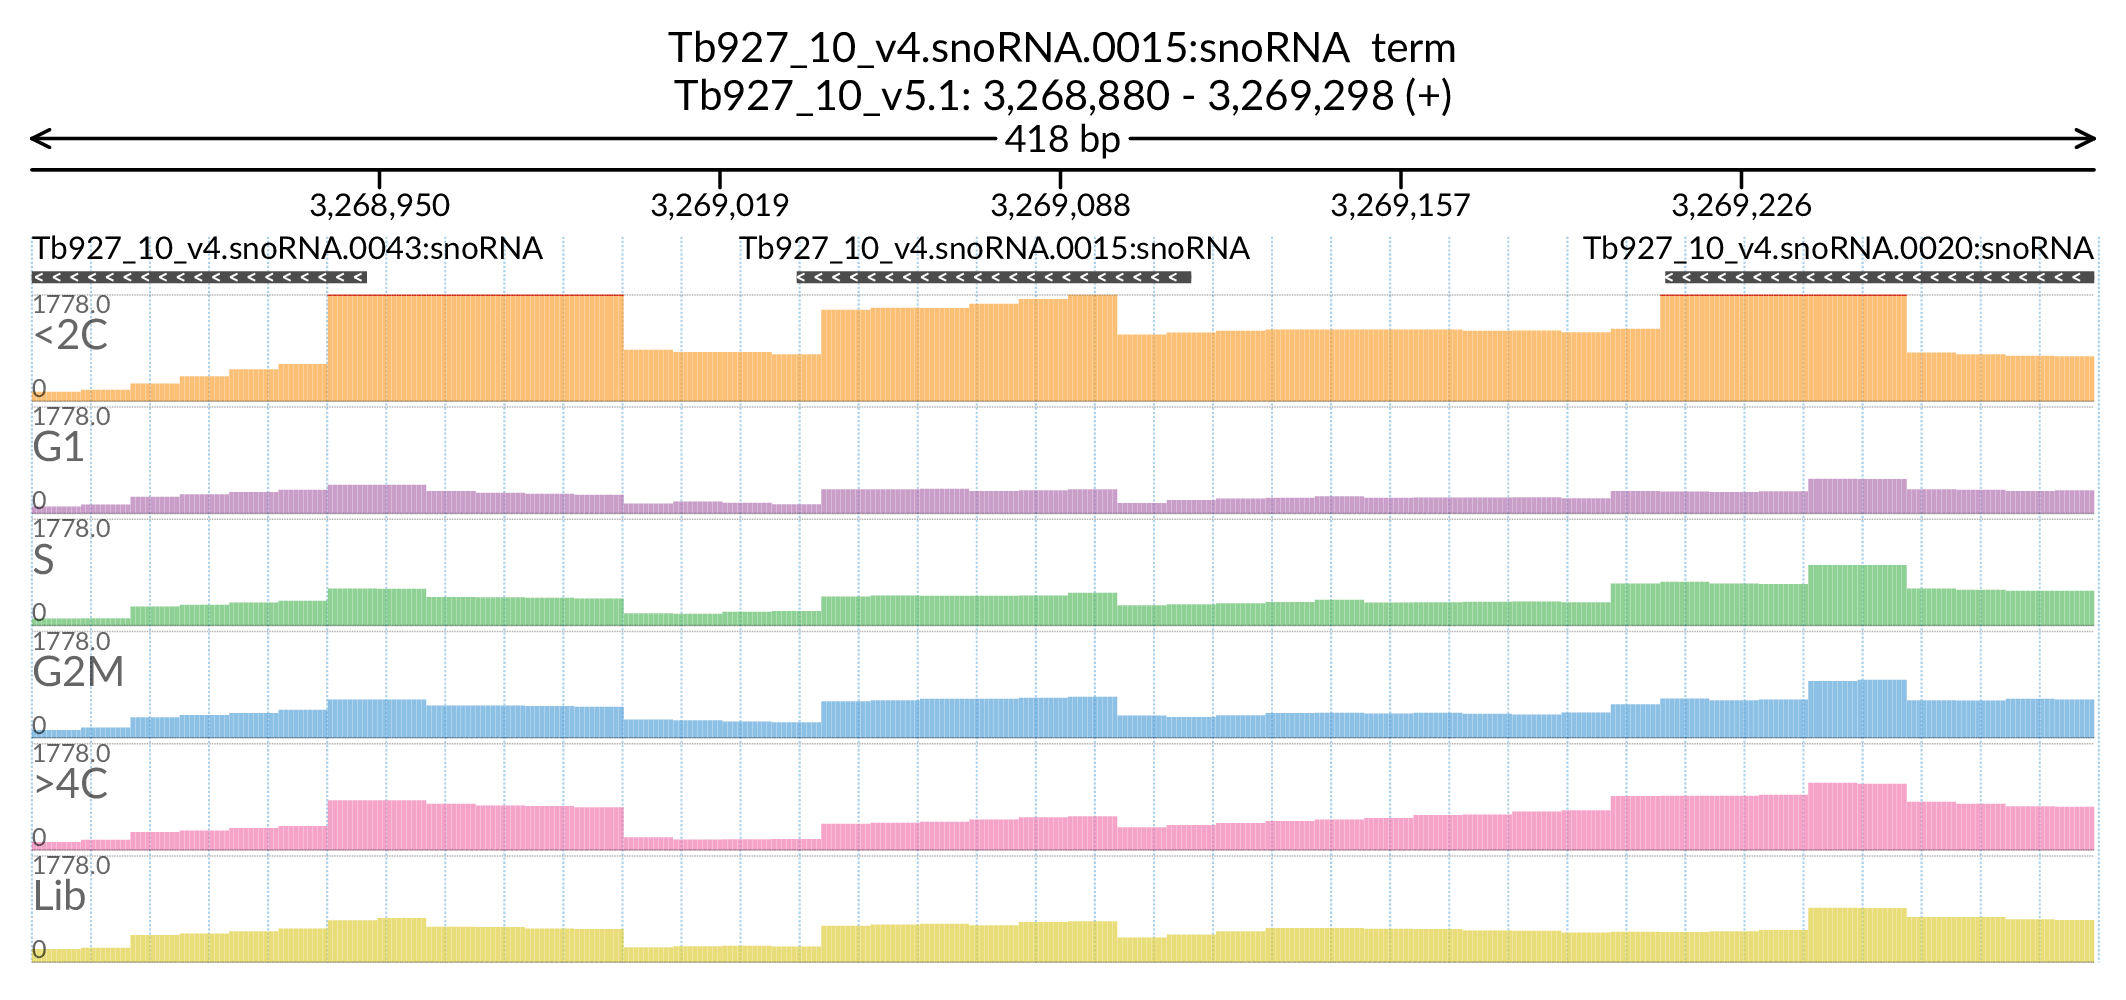 Tb927_10_v4.snoRNA.0015:snoRNA term
Tb927_10_v5.1: 3,268,880 - 3,269,298 (+)
418 bp
3,268,950 3,269,019 3,269,088 3,269,157 3,269,226
Tb927_10_v4.snoRNA.0043:snoRNA Tb927_10_v4.snoRNA.0015:snoRNA Tb927_10_v4.snoRNA.0020:snoRNA
1778.0
<2C
0
1778.0
G1
0
1778.0
S
0
1778.0
G2M
0
1778.0
>4C
0
1778.0
Lib
0